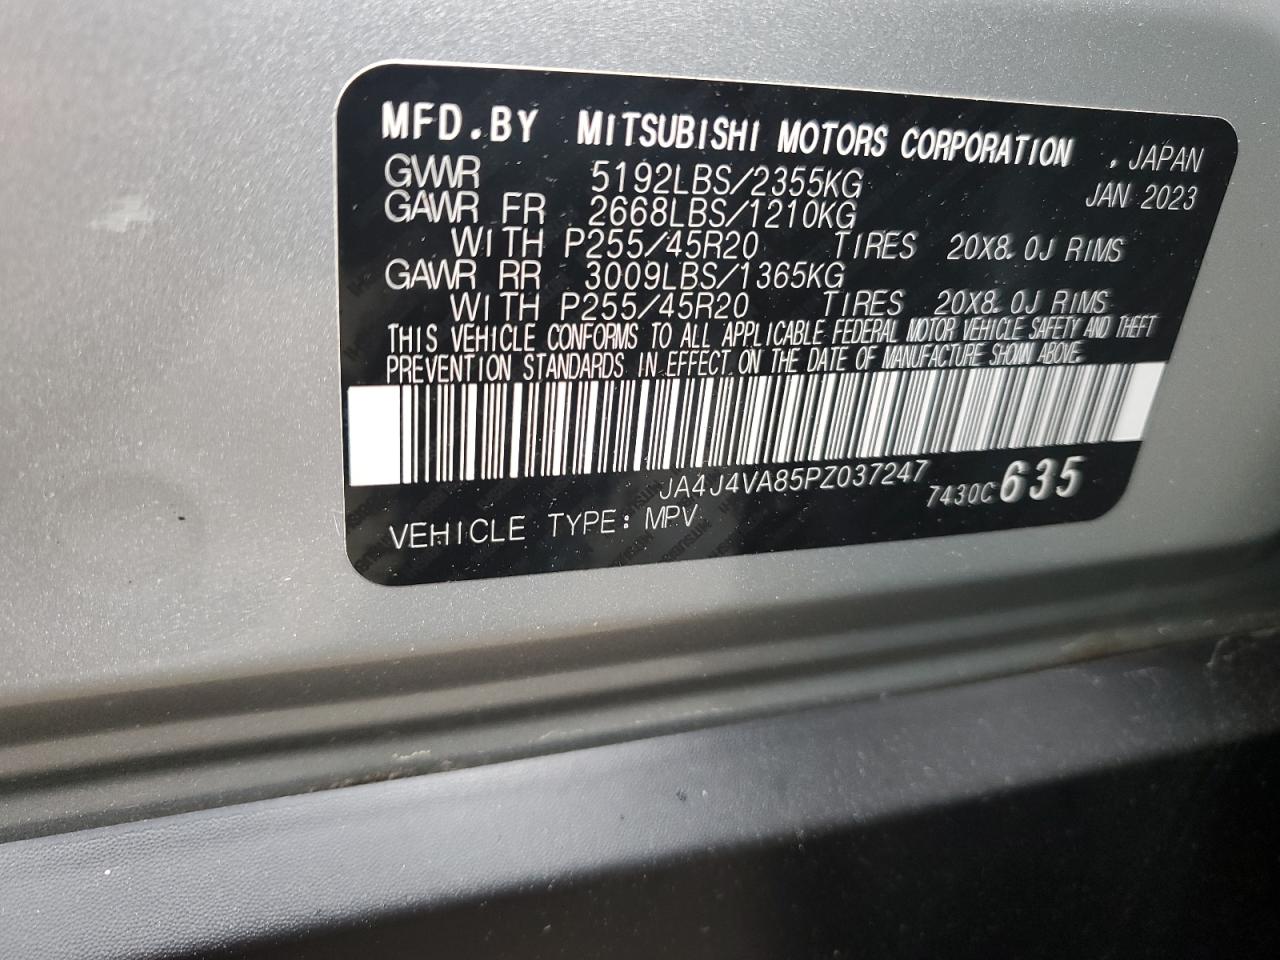 MFD.BY MITSUBISHI MOTORS CORPORATION . JAPAN
GVWR 5192LBS/2355KG JAN 2023
GAWR FR 2668LBS/1210KG
WITH P255/45R20 TIRES 20X8.0J RIMS
GAWR RR 3009LBS/1365KG
WITH P255/45R20 TIRES 20X8.0J RIMS
THIS VEHICLE CONFORMS TO ALL APPLICABLE FEDERAL MOTOR VEHICLE SAFETY AND THEFT
PREVENTION STANDARDS IN EFFECT ON THE DATE OF MANUFACTURE SHOWN ABOVE.
JA4J4VA85PZ037247 7430C 635
VEHICLE TYPE: MPV